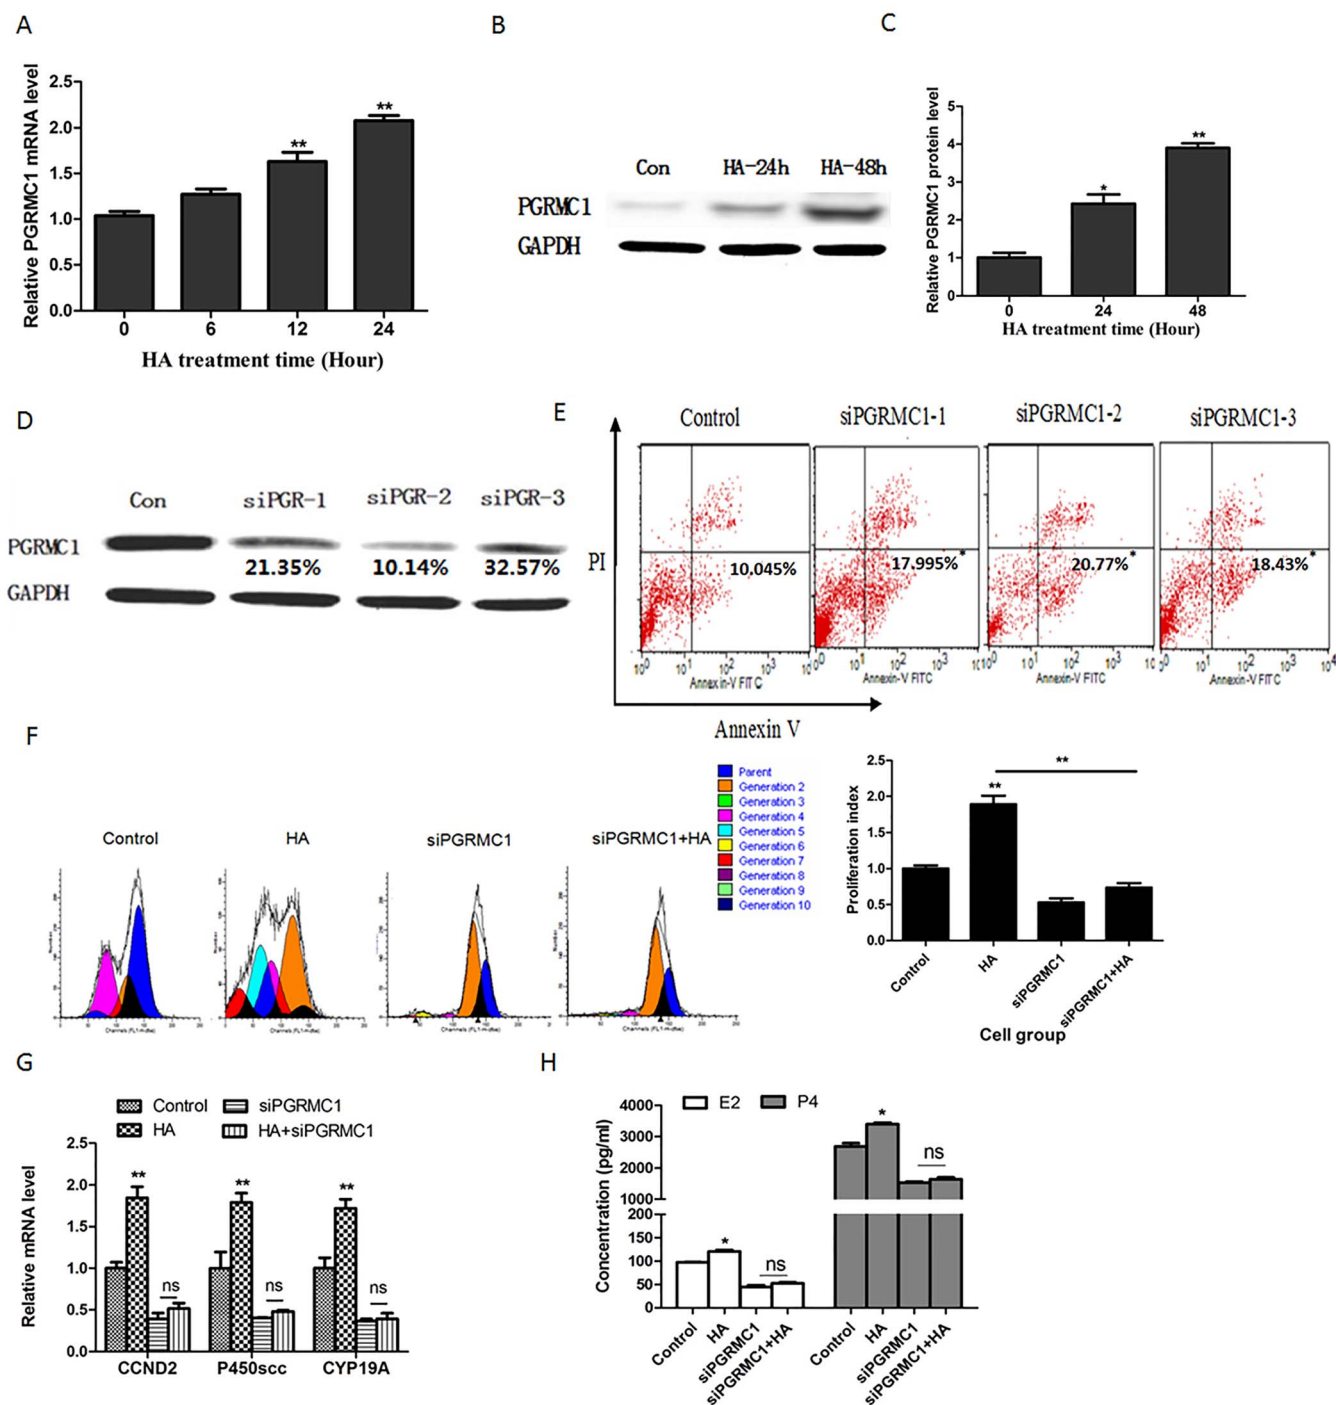 A
Relative PGRMC1 mRNA level
2.5
2.0
1.5
1.0
0.5
0.0
**
**
0 6 12 24
HA treatment time (Hour)
B
Con HA-24h HA-48h
PGRMC1
GAPDH
C
Relative PGRMC1 protein level
5
4
3
2
1
0
*
**
0 24 48
HA treatment time (Hour)
D
Con siPGR-1 siPGR-2 siPGR-3
PGRMC1
21.35% 10.14% 32.57%
GAPDH
E
Control siPGRMC1-1 siPGRMC1-2 siPGRMC1-3
PI
10.045% 17.995%* 20.77%* 18.43%*
Annexin-V FITC Annexin-V FITC Annexin-V FITC Annexin-V FITC
Annexin V
F
Control HA siPGRMC1 siPGRMC1+HA
Parent
Generation 2
Generation 3
Generation 4
Generation 5
Generation 6
Generation 7
Generation 8
Generation 9
Generation 10
Proliferation index
2.5
2.0
1.5
1.0
0.5
0.0
**
**
Control HA siPGRMC1 siPGRMC1+HA
Cell group
G
Control siPGRMC1
HA HA+siPGRMC1
Relative mRNA level
2.5
2.0
1.5
1.0
0.5
0.0
** ** **
ns ns ns
CCND2 P450scc CYP19A
H
E2 P4
Concentration (pg/ml)
4000
3000
2000
1000
200
150
100
50
0
* *
ns ns
Control HA siPGRMC1 siPGRMC1+HA Control HA siPGRMC1 siPGRMC1+HA